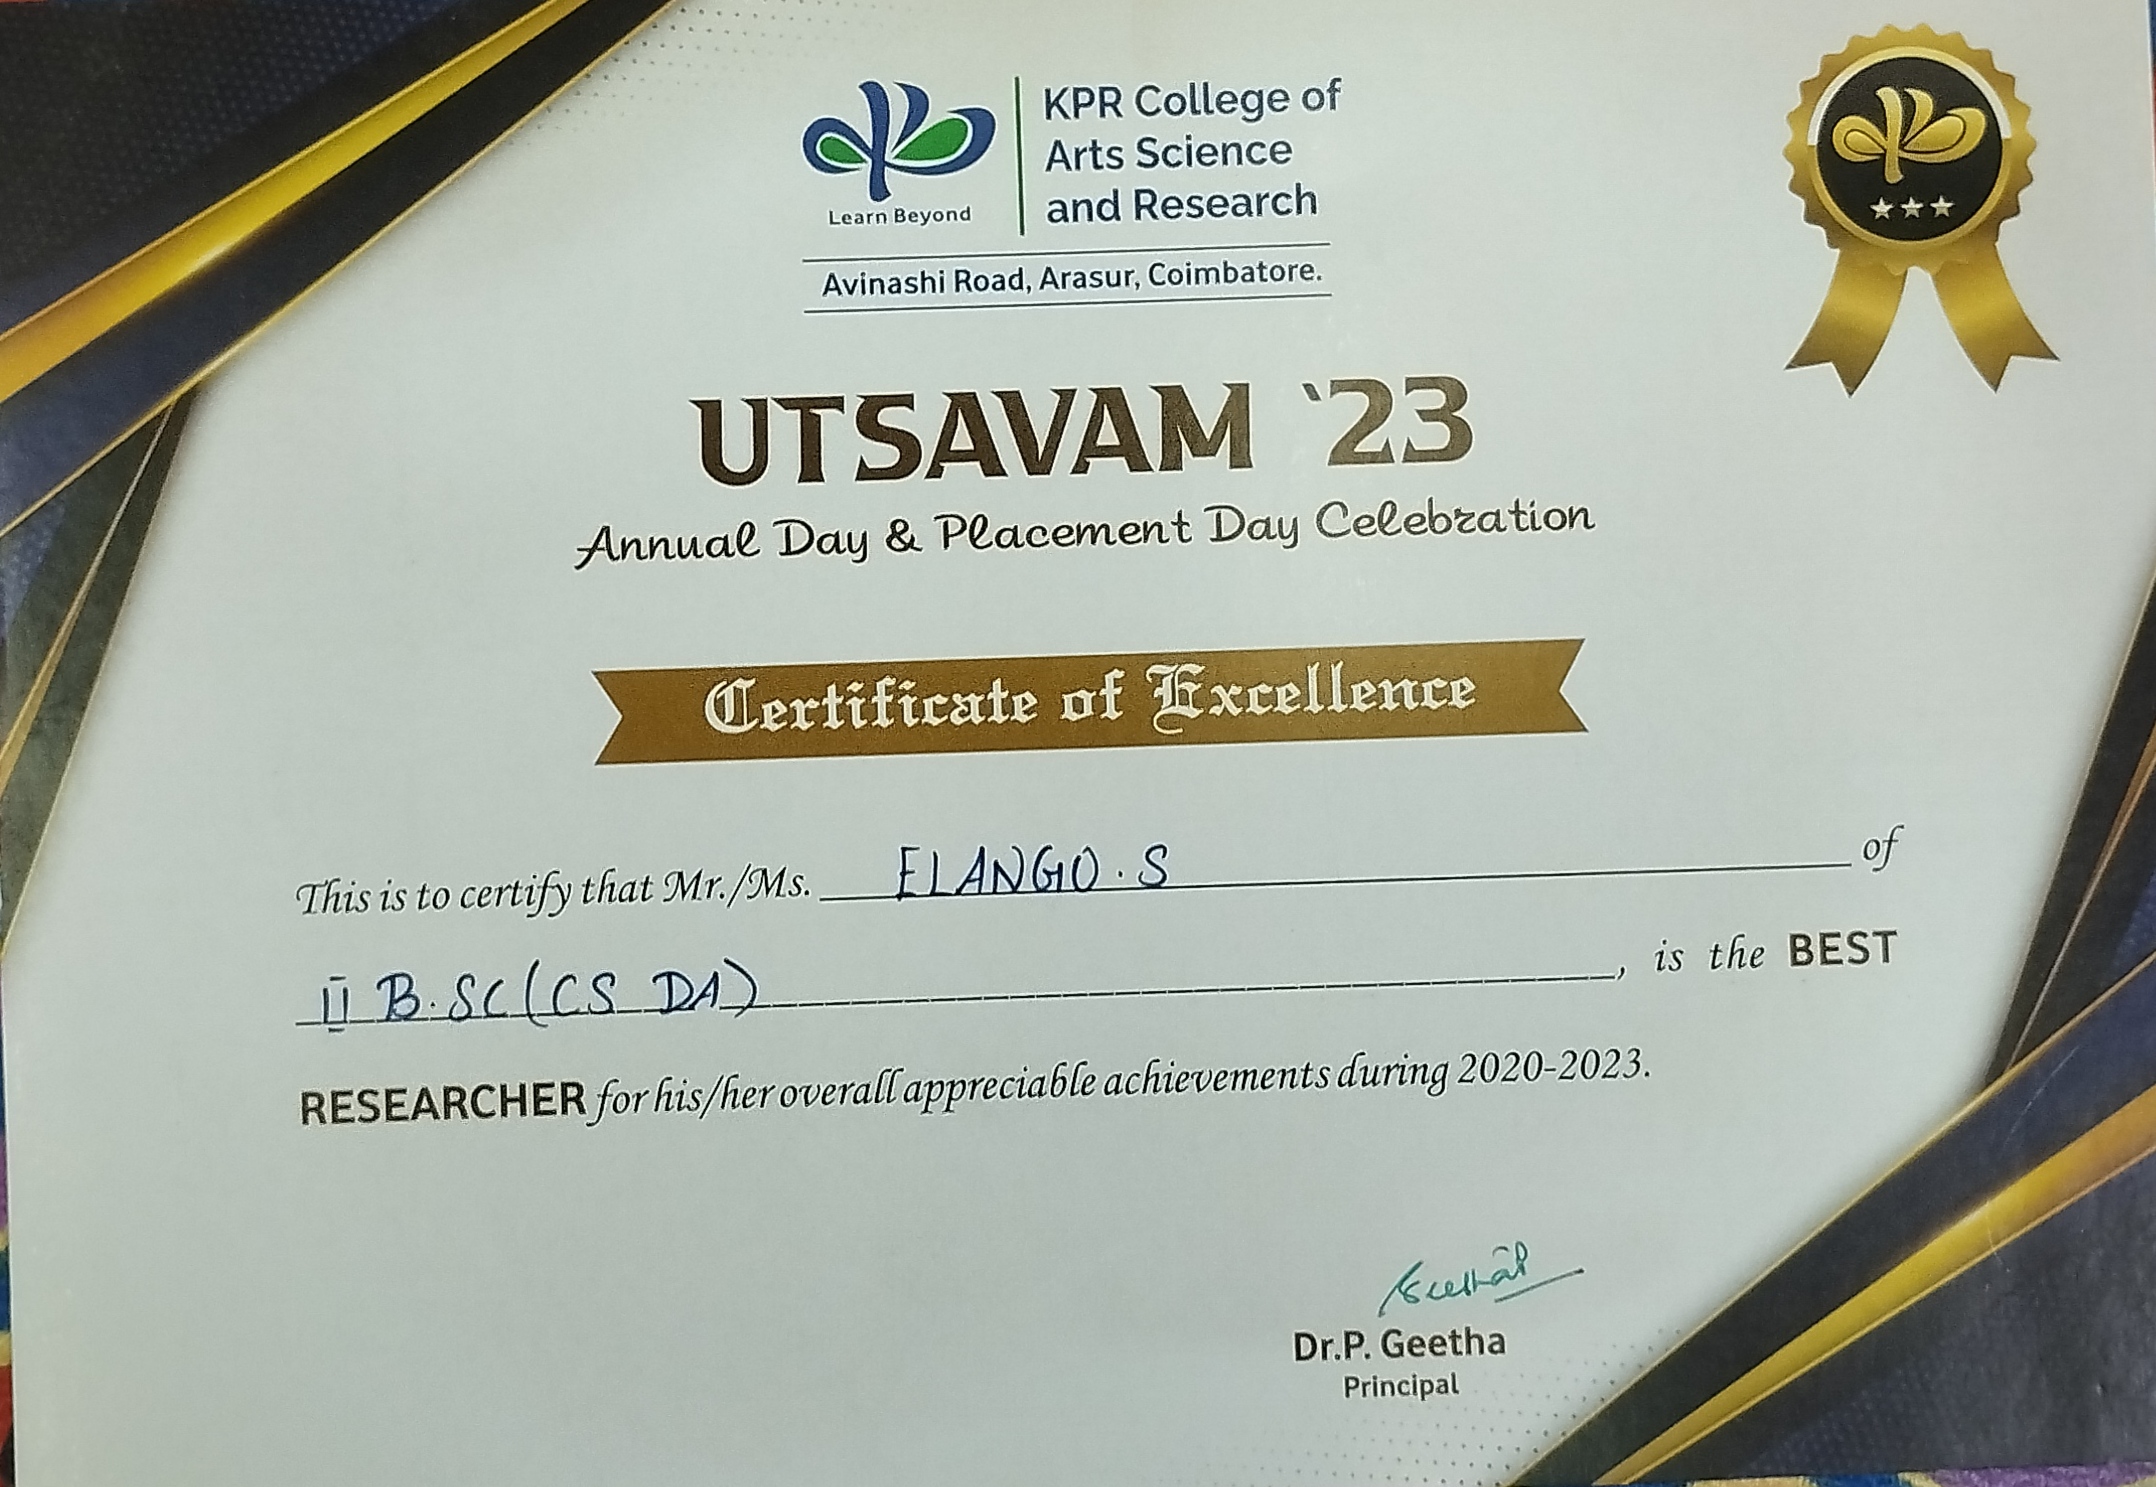 KPR College of
Arts Science
and Research
Learn Beyond
Avinashi Road, Arasur, Coimbatore.
UTSAVAM `23
Annual Day & Placement Day Celebration
Certificate of Excellence
This is to certify that Mr./Ms. ELANGO.S of
II B.SC(CS DA), is the BEST
RESEARCHER for his/her overall appreciable achievements during 2020-2023.
Dr.P. Geetha
Principal